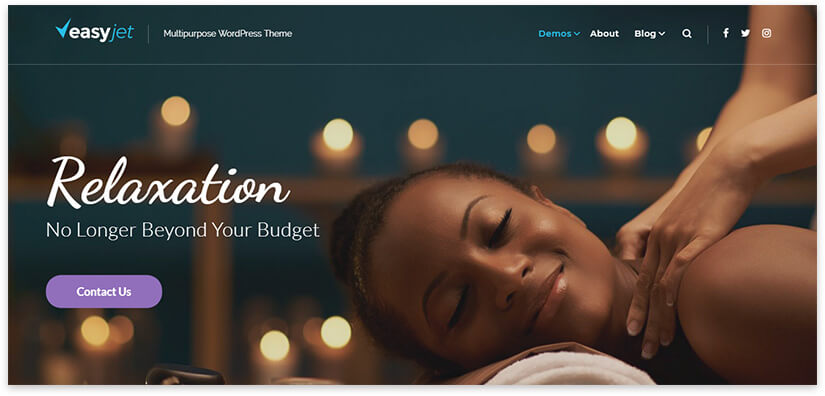 easyjet
Multipurpose WordPress Theme
Demos About Blog
Relaxation
No Longer Beyond Your Budget
Contact Us